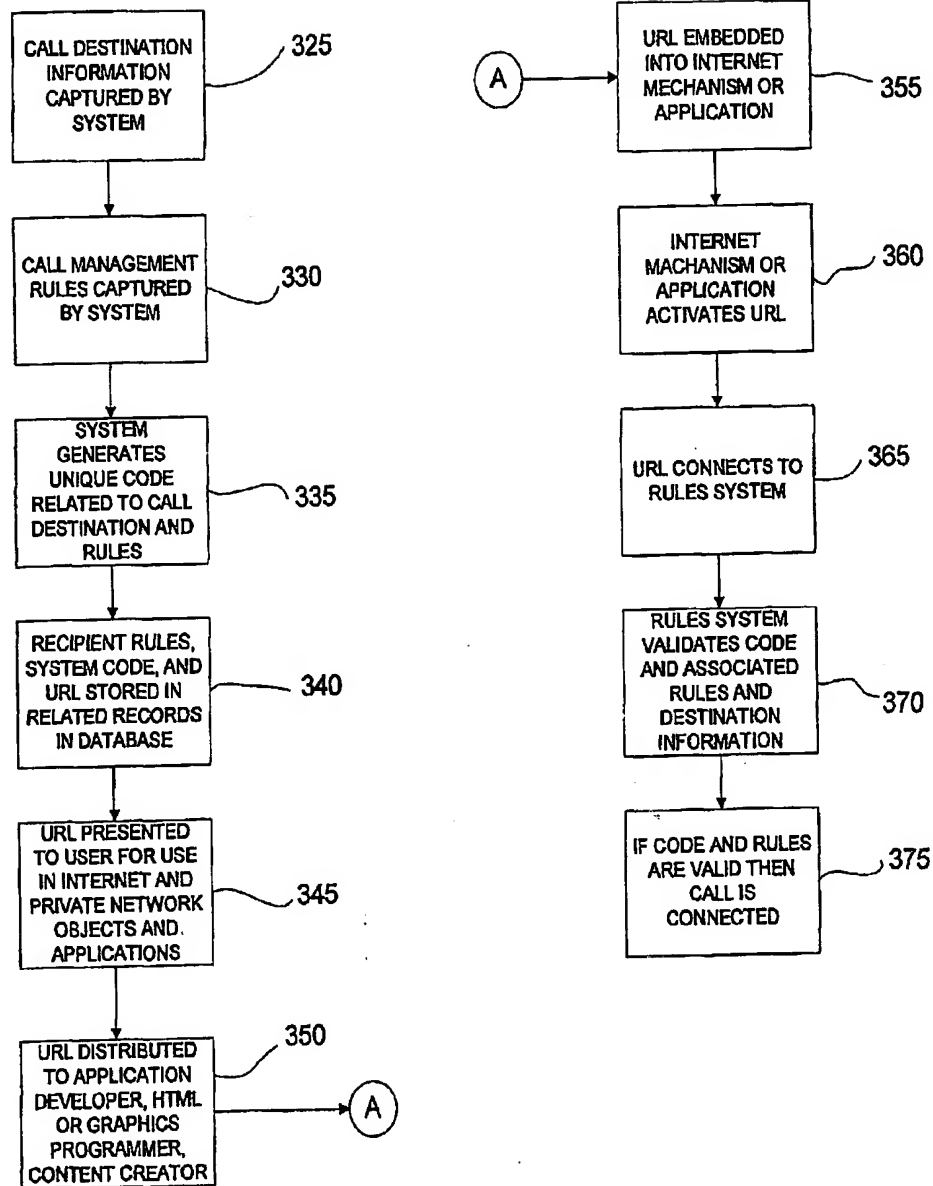 CALL DESTINATION
INFORMATION
CAPTURED BY
SYSTEM
325
CALL MANAGEMENT
RULES CAPTURED
BY SYSTEM
330
SYSTEM
GENERATES
UNIQUE CODE
RELATED TO CALL
DESTINATION AND
RULES
335
RECIPIENT RULES,
SYSTEM CODE, AND
URL STORED IN
RELATED RECORDS
IN DATABASE
340
URL PRESENTED
TO USER FOR USE
IN INTERNET AND
PRIVATE NETWORK
OBJECTS AND.
APPLICATIONS
345
URL DISTRIBUTED
TO APPLICATION
DEVELOPER, HTML
OR GRAPHICS
PROGRAMMER,
CONTENT CREATOR
350
A
A
URL EMBEDDED
INTO INTERNET
MECHANISM OR
APPLICATION
355
INTERNET
MACHANISM OR
APPLICATION
ACTIVATES URL
360
URL CONNECTS TO
RULES SYSTEM
365
RULES SYSTEM
VALIDATES CODE
AND ASSOCIATED
RULES AND
DESTINATION
INFORMATION
370
IF CODE AND RULES
ARE VALID THEN
CALL IS
CONNECTED
375